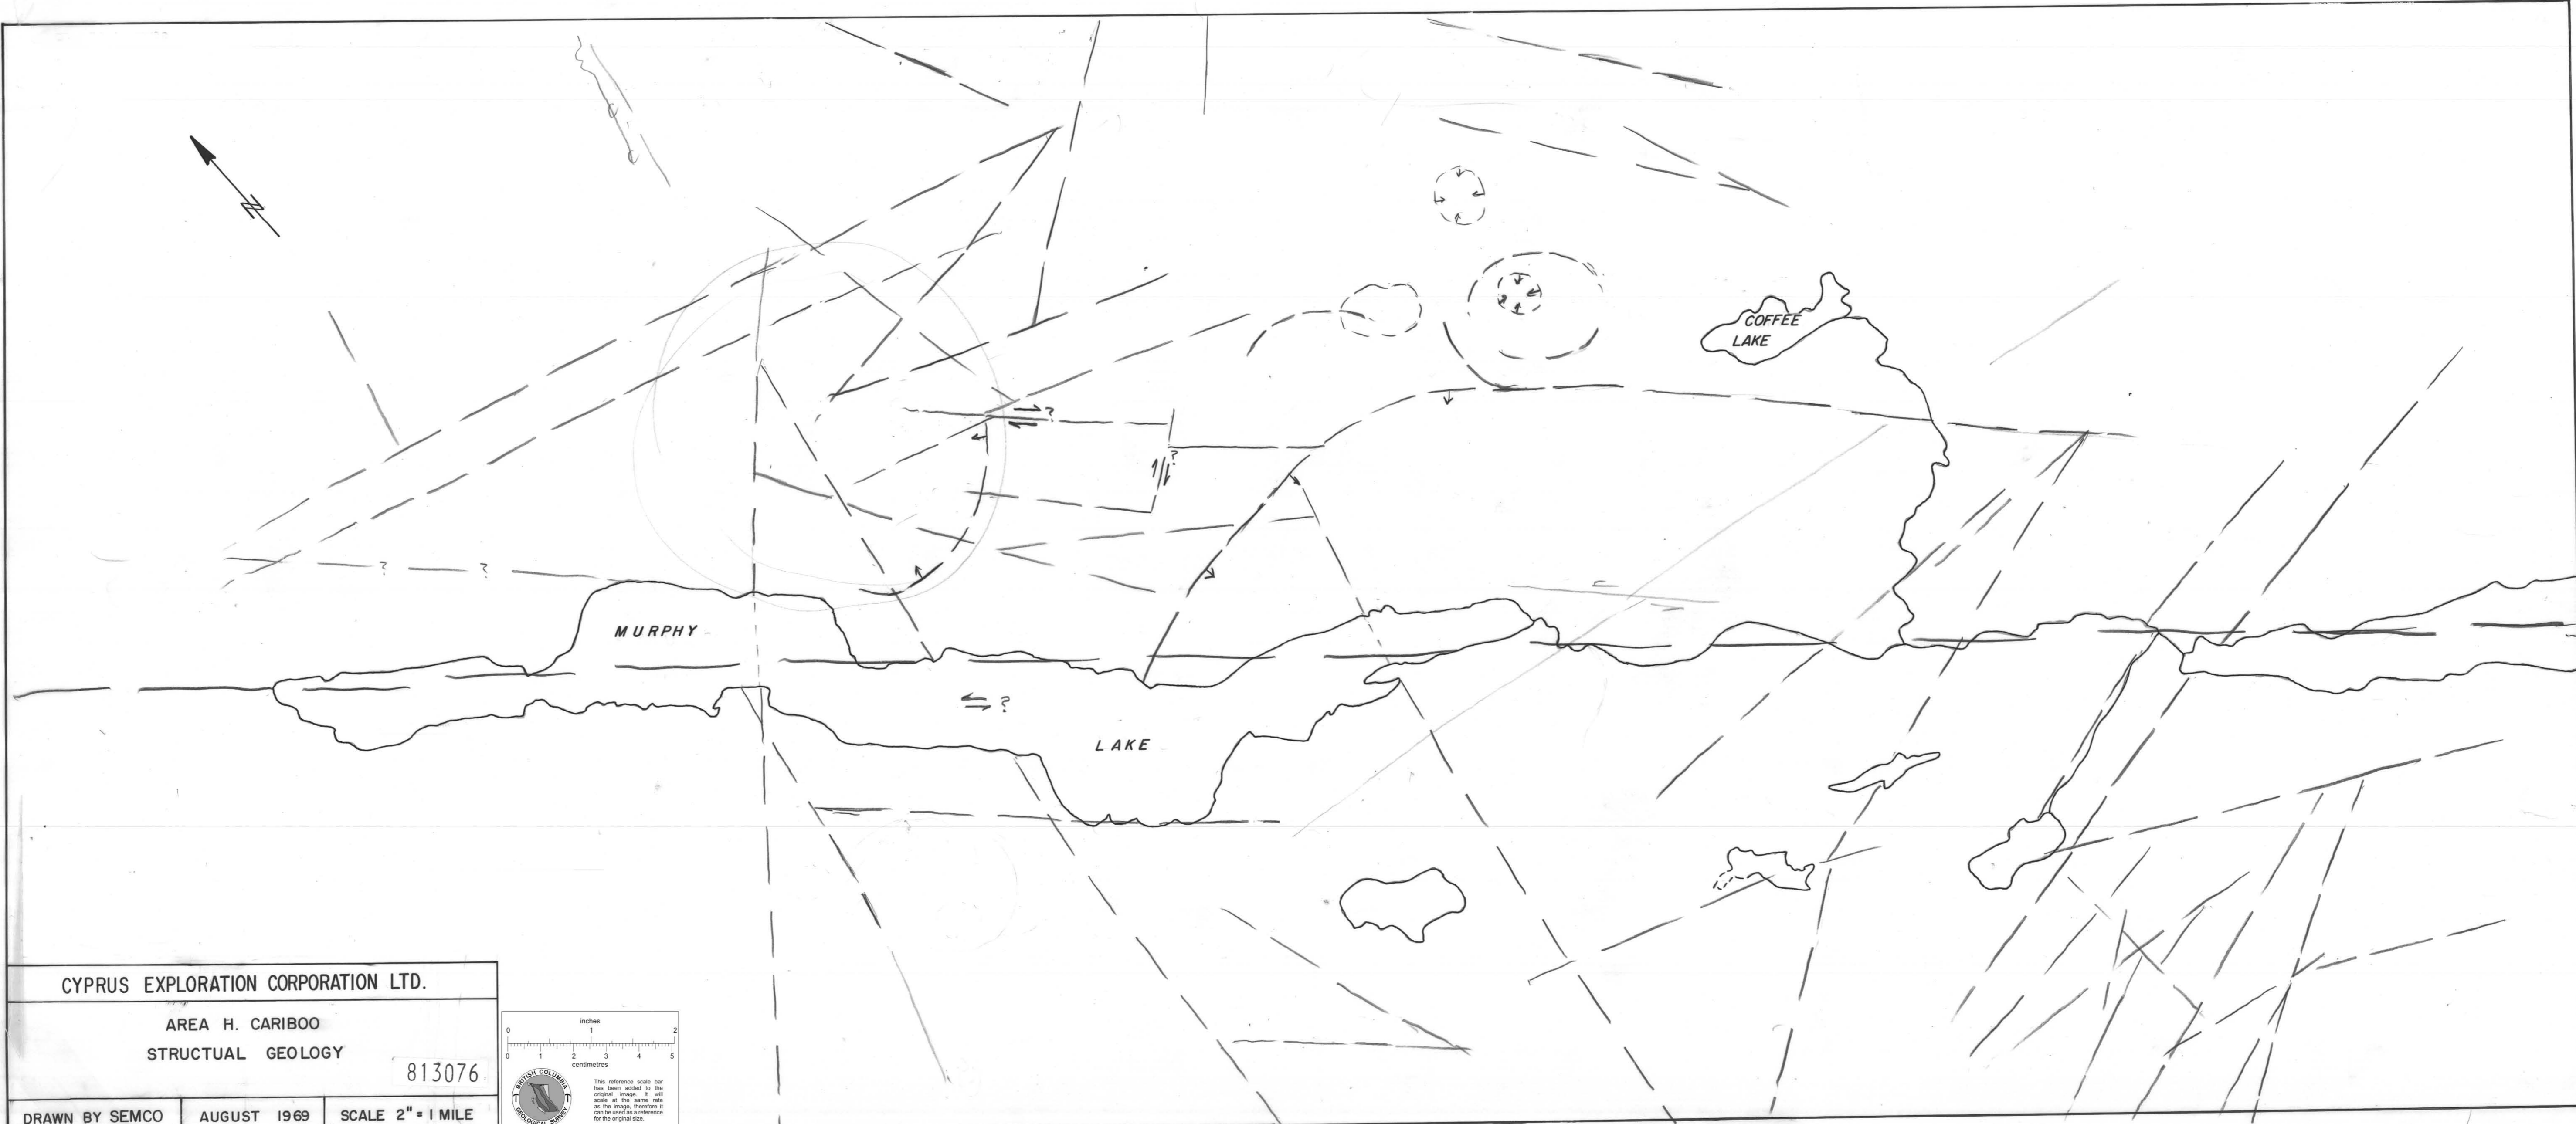 N
COFFEE
LAKE
?
?
?
?
MURPHY
?
LAKE
CYPRUS EXPLORATION CORPORATION LTD.
AREA H. CARIBOO
STRUCTUAL GEOLOGY
813076
DRAWN BY SEMCO
AUGUST 1969
SCALE 2" = 1 MILE
inches
0 1 2
0 1 2 3 4 5
centimetres
BRITISH COLUMBIA
GEOLOGICAL SURVEY
This reference scale bar
has been added to the
original image. It will
scale at the same rate
as the image, therefore it
can be used as a reference
for the original size.